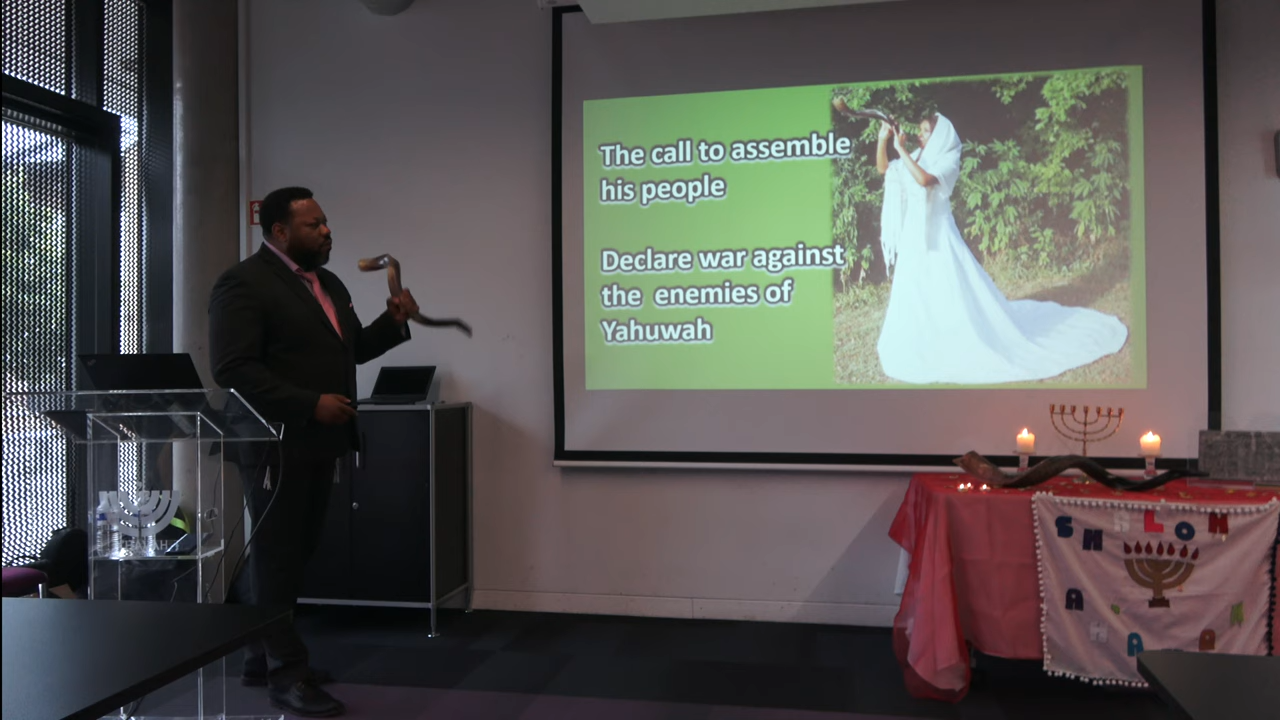 The call to assemble
his people
Declare war against
the  enemies of
Yahuwah
SHALOM